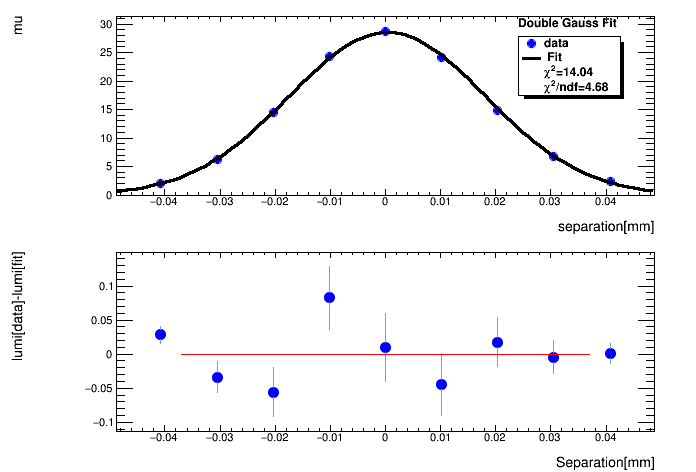 mu
Double Gauss Fit
data
Fit
χ²=14.04
χ²/ndf=4.68
30
25
20
15
10
5
0
−0.04 −0.03 −0.02 −0.01 0 0.01 0.02 0.03 0.04
separation[mm]
lumi[data]-lumi[fit]
0.1
0.05
0
−0.05
−0.1
−0.04 −0.03 −0.02 −0.01 0 0.01 0.02 0.03 0.04
Separation[mm]